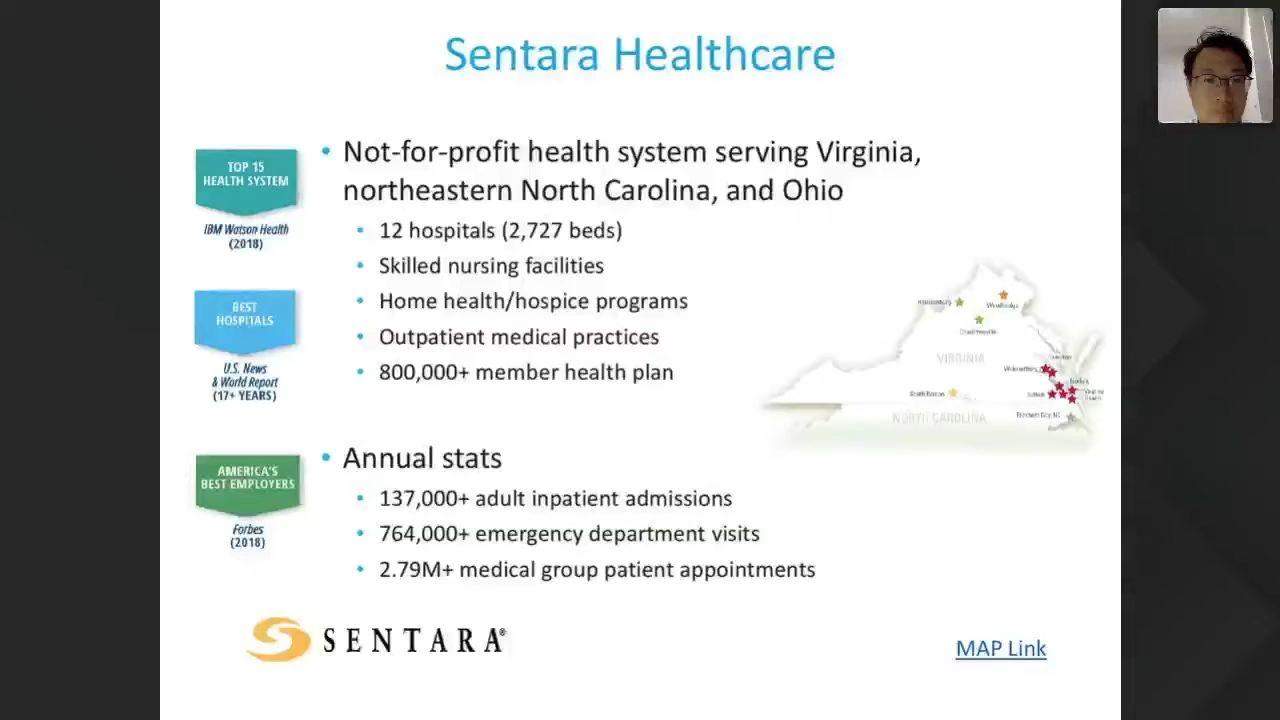 Sentara Healthcare
TOP 15
HEALTH SYSTEM
IBM Watson Health
(2018)
BEST
HOSPITALS
U.S. News
& World Report
(17+ YEARS)
AMERICA'S
BEST EMPLOYERS
Forbes
(2018)
• Not-for-profit health system serving Virginia,
northeastern North Carolina, and Ohio
• 12 hospitals (2,727 beds)
• Skilled nursing facilities
• Home health/hospice programs
• Outpatient medical practices
• 800,000+ member health plan
• Annual stats
• 137,000+ adult inpatient admissions
• 764,000+ emergency department visits
• 2.79M+ medical group patient appointments
VIRGINIA
NORTH CAROLINA
SENTARA®
MAP Link